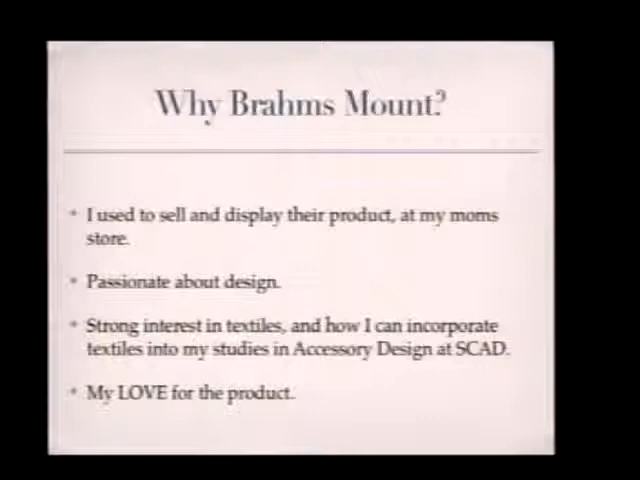 Why Brahms Mount?
* I used to sell and display their product, at my moms
store.
* Passionate about design.
* Strong interest in textiles, and how I can incorporate
textiles into my studies in Accessory Design at SCAD.
* My LOVE for the product.